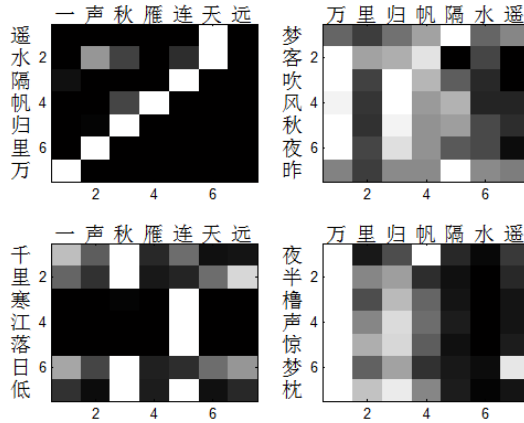 一 声 秋 雁 连 天 远
遥
水
隔
帆
归
里
万
2
4
6
2 4 6
万 里 归 帆 隔 水 遥
梦
客
吹
风
秋
夜
昨
2
4
6
2 4 6
一 声 秋 雁 连 天 远
千
里
寒
江
落
日
低
2
4
6
2 4 6
万 里 归 帆 隔 水 遥
夜
半
橹
声
惊
梦
枕
2
4
6
2 4 6